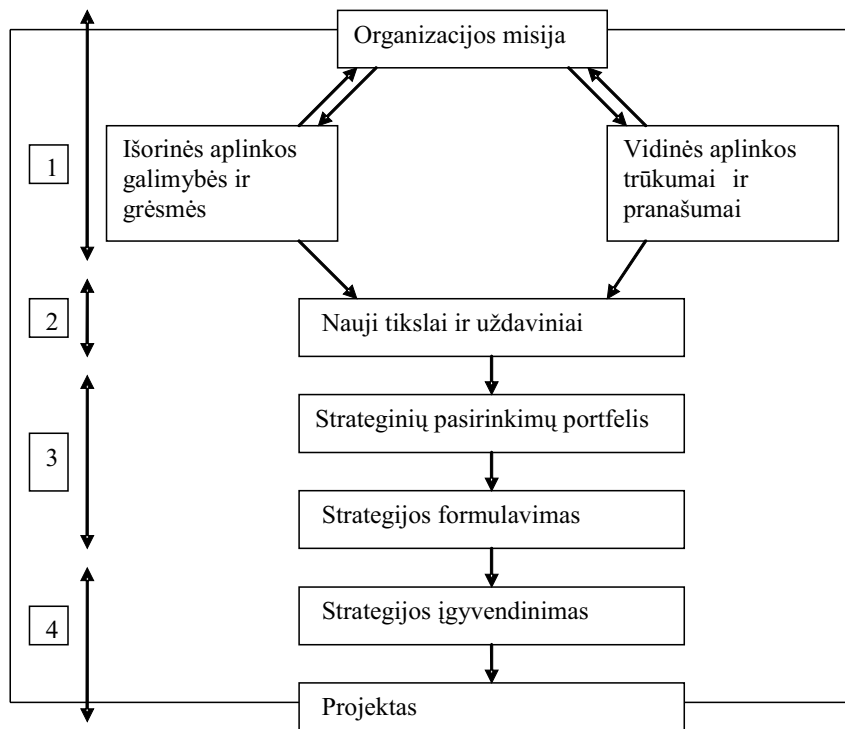 Organizacijos misija
1
Išorinės aplinkos
galimybės ir
grėsmės
Vidinės aplinkos
trūkumai ir
pranašumai
2
Nauji tikslai ir uždaviniai
3
Strateginių pasirinkimų portfelis
Strategijos formulavimas
4
Strategijos įgyvendinimas
Projektas